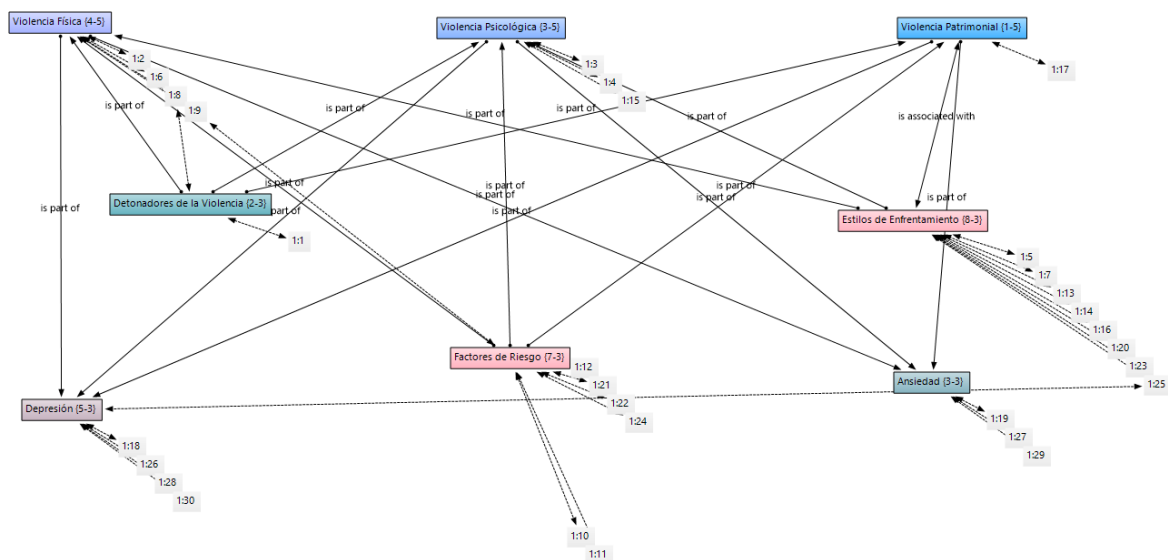 Violencia Física {4-5}
Violencia Psicológica {3-5}
Violencia Patrimonial {1-5}
1:2
1:3
1:17
1:6
1:4
1:8
1:15
1:9
is part of
is part of
is part of
is part of
is part of
is associated with
is part of
is part of
is part of
is part of
is part of
is part of
is part of
is part of
part of
is part of
Detonadores de la Violencia {2-3}
Estilos de Enfrentamiento {8-3}
1:1
1:5
1:7
1:13
1:14
1:16
1:20
1:23
1:25
Factores de Riesgo {7-3}
1:12
1:21
1:22
1:24
Ansiedad {3-3}
1:19
1:27
1:29
Depresión {5-3}
1:18
1:26
1:28
1:30
1:10
1:11